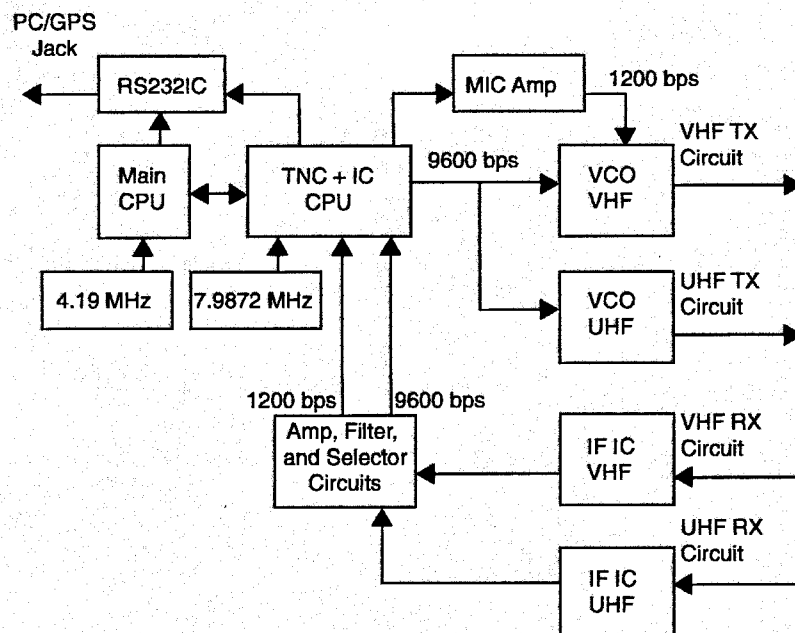 PC/GPS
Jack
RS232IC
MIC Amp
1200 bps
VHF TX
Circuit
Main
CPU
TNC + IC
CPU
9600 bps
VCO
VHF
4.19 MHz
7.9872 MHz
VCO
UHF
UHF TX
Circuit
1200 bps
9600 bps
Amp, Filter,
and Selector
Circuits
IF IC
VHF
VHF RX
Circuit
IF IC
UHF
UHF RX
Circuit